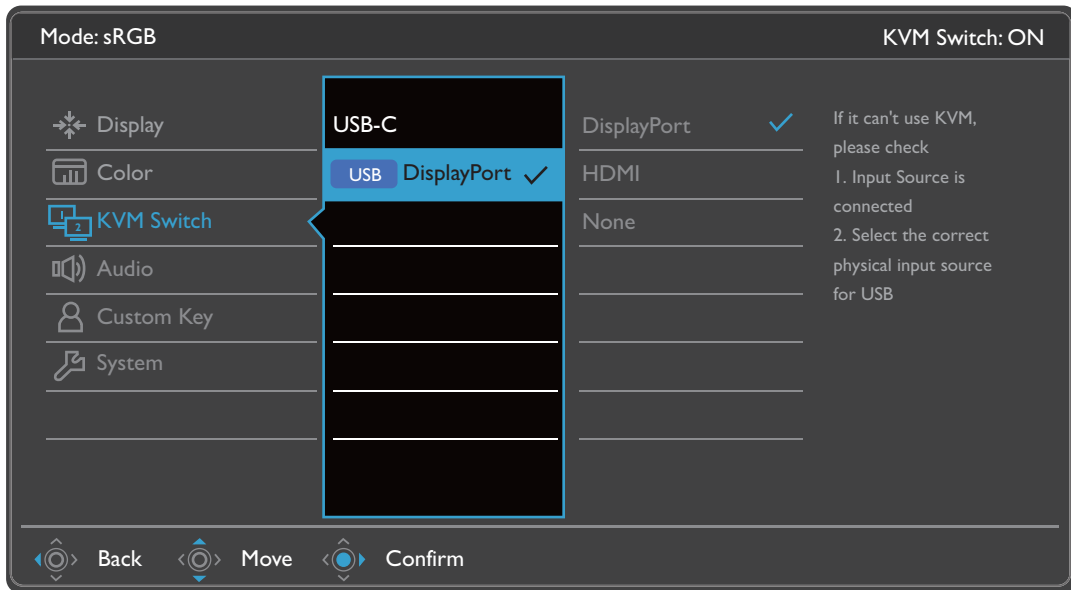 Mode: sRGB
KVM Switch: ON
Display
Color
1
2
KVM Switch
Audio
Custom Key
System
USB-C
USB DisplayPort
DisplayPort
HDMI
None
If it can't use KVM,
please check
1. Input Source is
connected
2. Select the correct
physical input source
for USB
Back
Move
Confirm